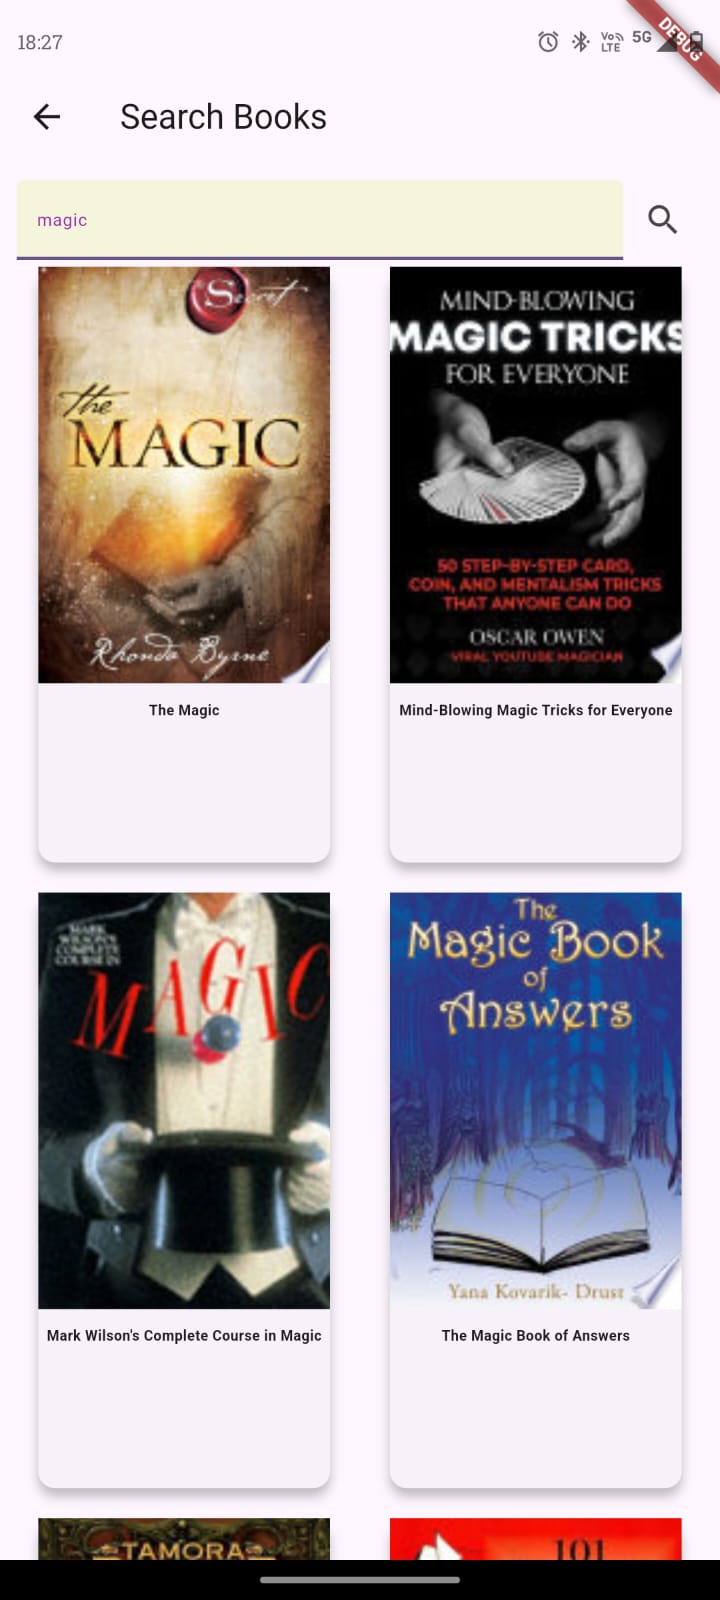 18:27
Vo))
LTE
5G
DEBUG
Search Books
magic
Secret
the
MAGIC
Rhonda Byrne
The Magic
MIND-BLOWING
MAGIC TRICKS
FOR EVERYONE
50 STEP-BY-STEP CARD,
COIN, AND MENTALISM TRICKS
THAT ANYONE CAN DO
OSCAR OWEN
VIRAL YOUTUBE MAGICIAN
Mind-Blowing Magic Tricks for Everyone
MARK
WILSON'S
COMPLETE
COURSE IN
MAGIC
Mark Wilson's Complete Course in Magic
The
Magic Book
of
Answers
Yana Kovarik- Drust
The Magic Book of Answers
TAMORA
101